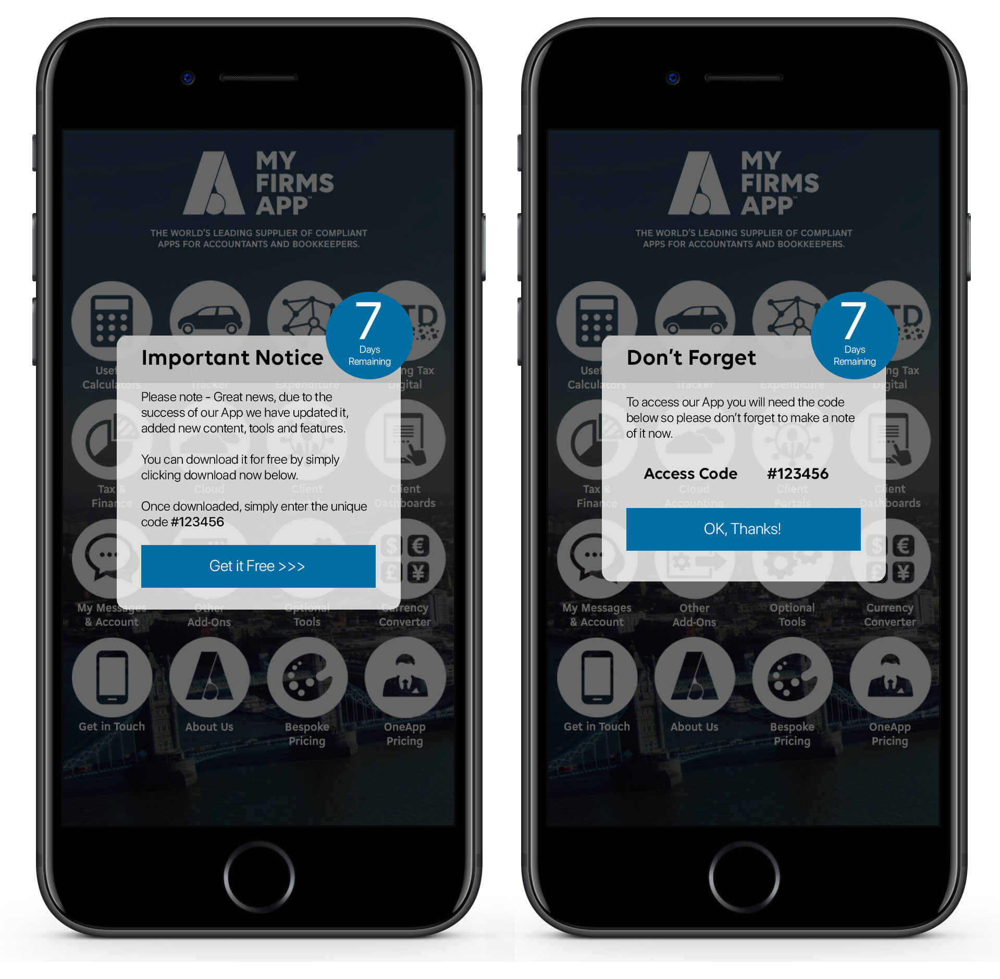 MY
FIRMS
APP™
THE WORLD'S LEADING SUPPLIER OF COMPLIANT
APPS FOR ACCOUNTANTS AND BOOKKEEPERS.
7
Days
Remaining
TD
Important Notice
Usef
ng Tax
Calculators
Tracker
Expenditure
Digital
Please note - Great news, due to the
success of our App we have updated it,
added new content, tools and features.
You can download it for free by simply
clicking download now below.
Tax &
Cloud
Client
Client
Finance
Dashboards
Once downloaded, simply enter the unique
code #123456
$ €
£ ¥
Get it Free >>>
My Messages
& Account
Other
Add-Ons
Optional
Tools
Currency
Converter
Get in Touch
About Us
Bespoke
Pricing
OneApp
Pricing
MY
FIRMS
APP™
THE WORLD'S LEADING SUPPLIER OF COMPLIANT
APPS FOR ACCOUNTANTS AND BOOKKEEPERS.
7
Days
Remaining
TD
Don't Forget
Usef
ng Tax
Calculators
Tracker
Expenditure
Digital
To access our App you will need the code
below so please don't forget to make a note
of it now.
Access Code #123456
Tax &
Finance
Cloud
Accounting
Client
Portals
Client
Dashboards
OK, Thanks!
$ €
£ ¥
My Messages
& Account
Other
Add-Ons
Optional
Tools
Currency
Converter
Get in Touch
About Us
Bespoke
Pricing
OneApp
Pricing